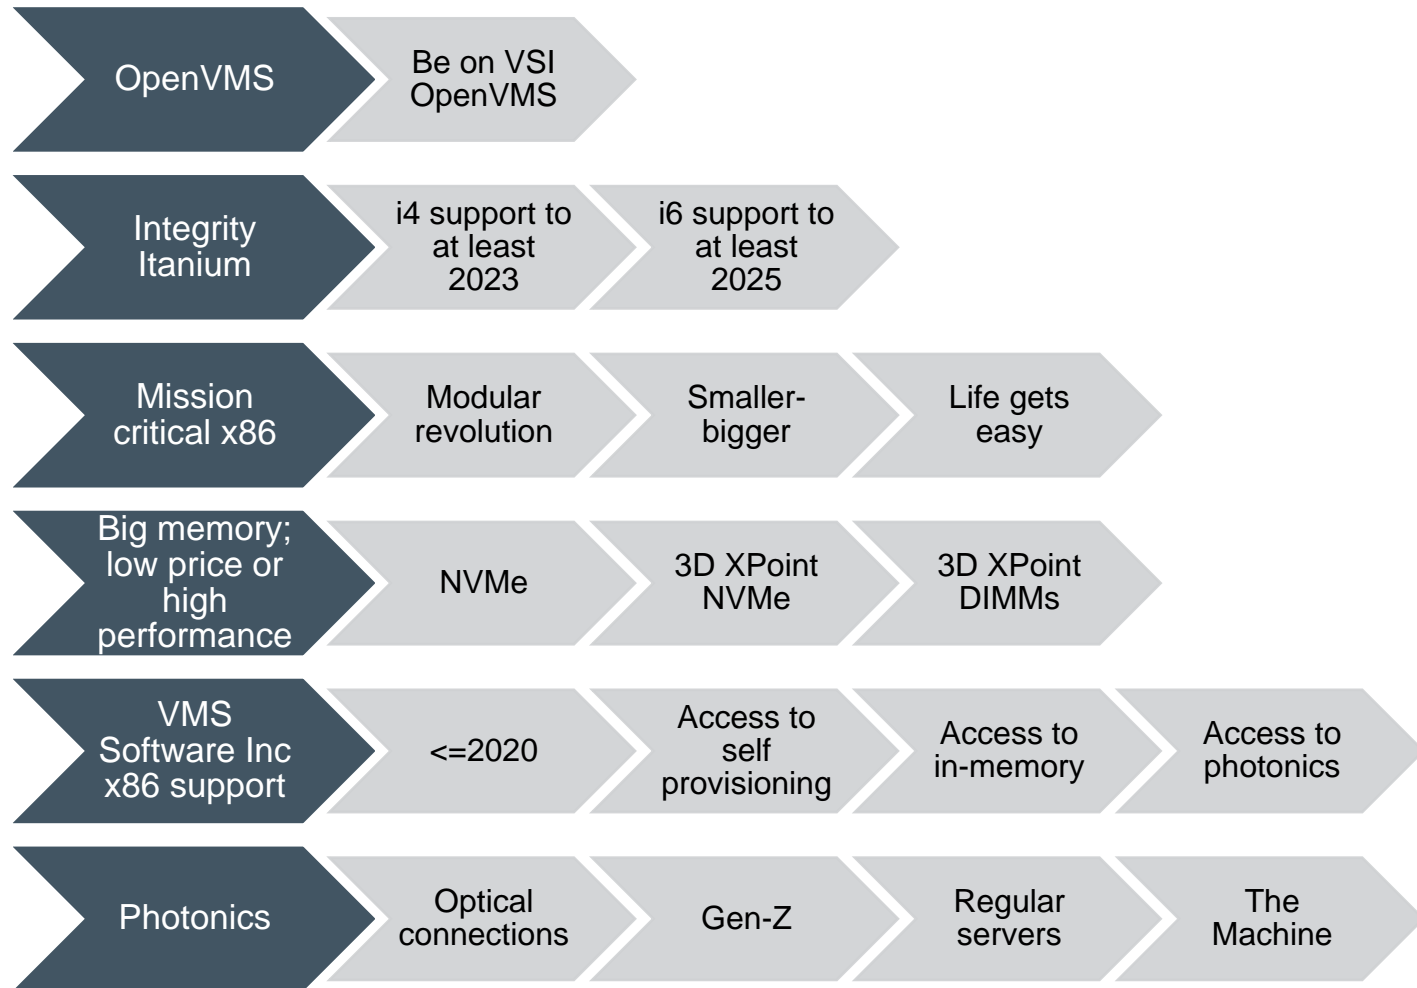 OpenVMS
Be on VSI
OpenVMS
Integrity
Itanium
i4 support to
at least
2023
i6 support to
at least
2025
Mission
critical x86
Modular
revolution
Smaller-
bigger
Life gets
easy
Big memory;
low price or
high
performance
NVMe
3D XPoint
NVMe
3D XPoint
DIMMs
VMS
Software Inc
x86 support
<=2020
Access to
self
provisioning
Access to
in-memory
Access to
photonics
Photonics
Optical
connections
Gen-Z
Regular
servers
The
Machine